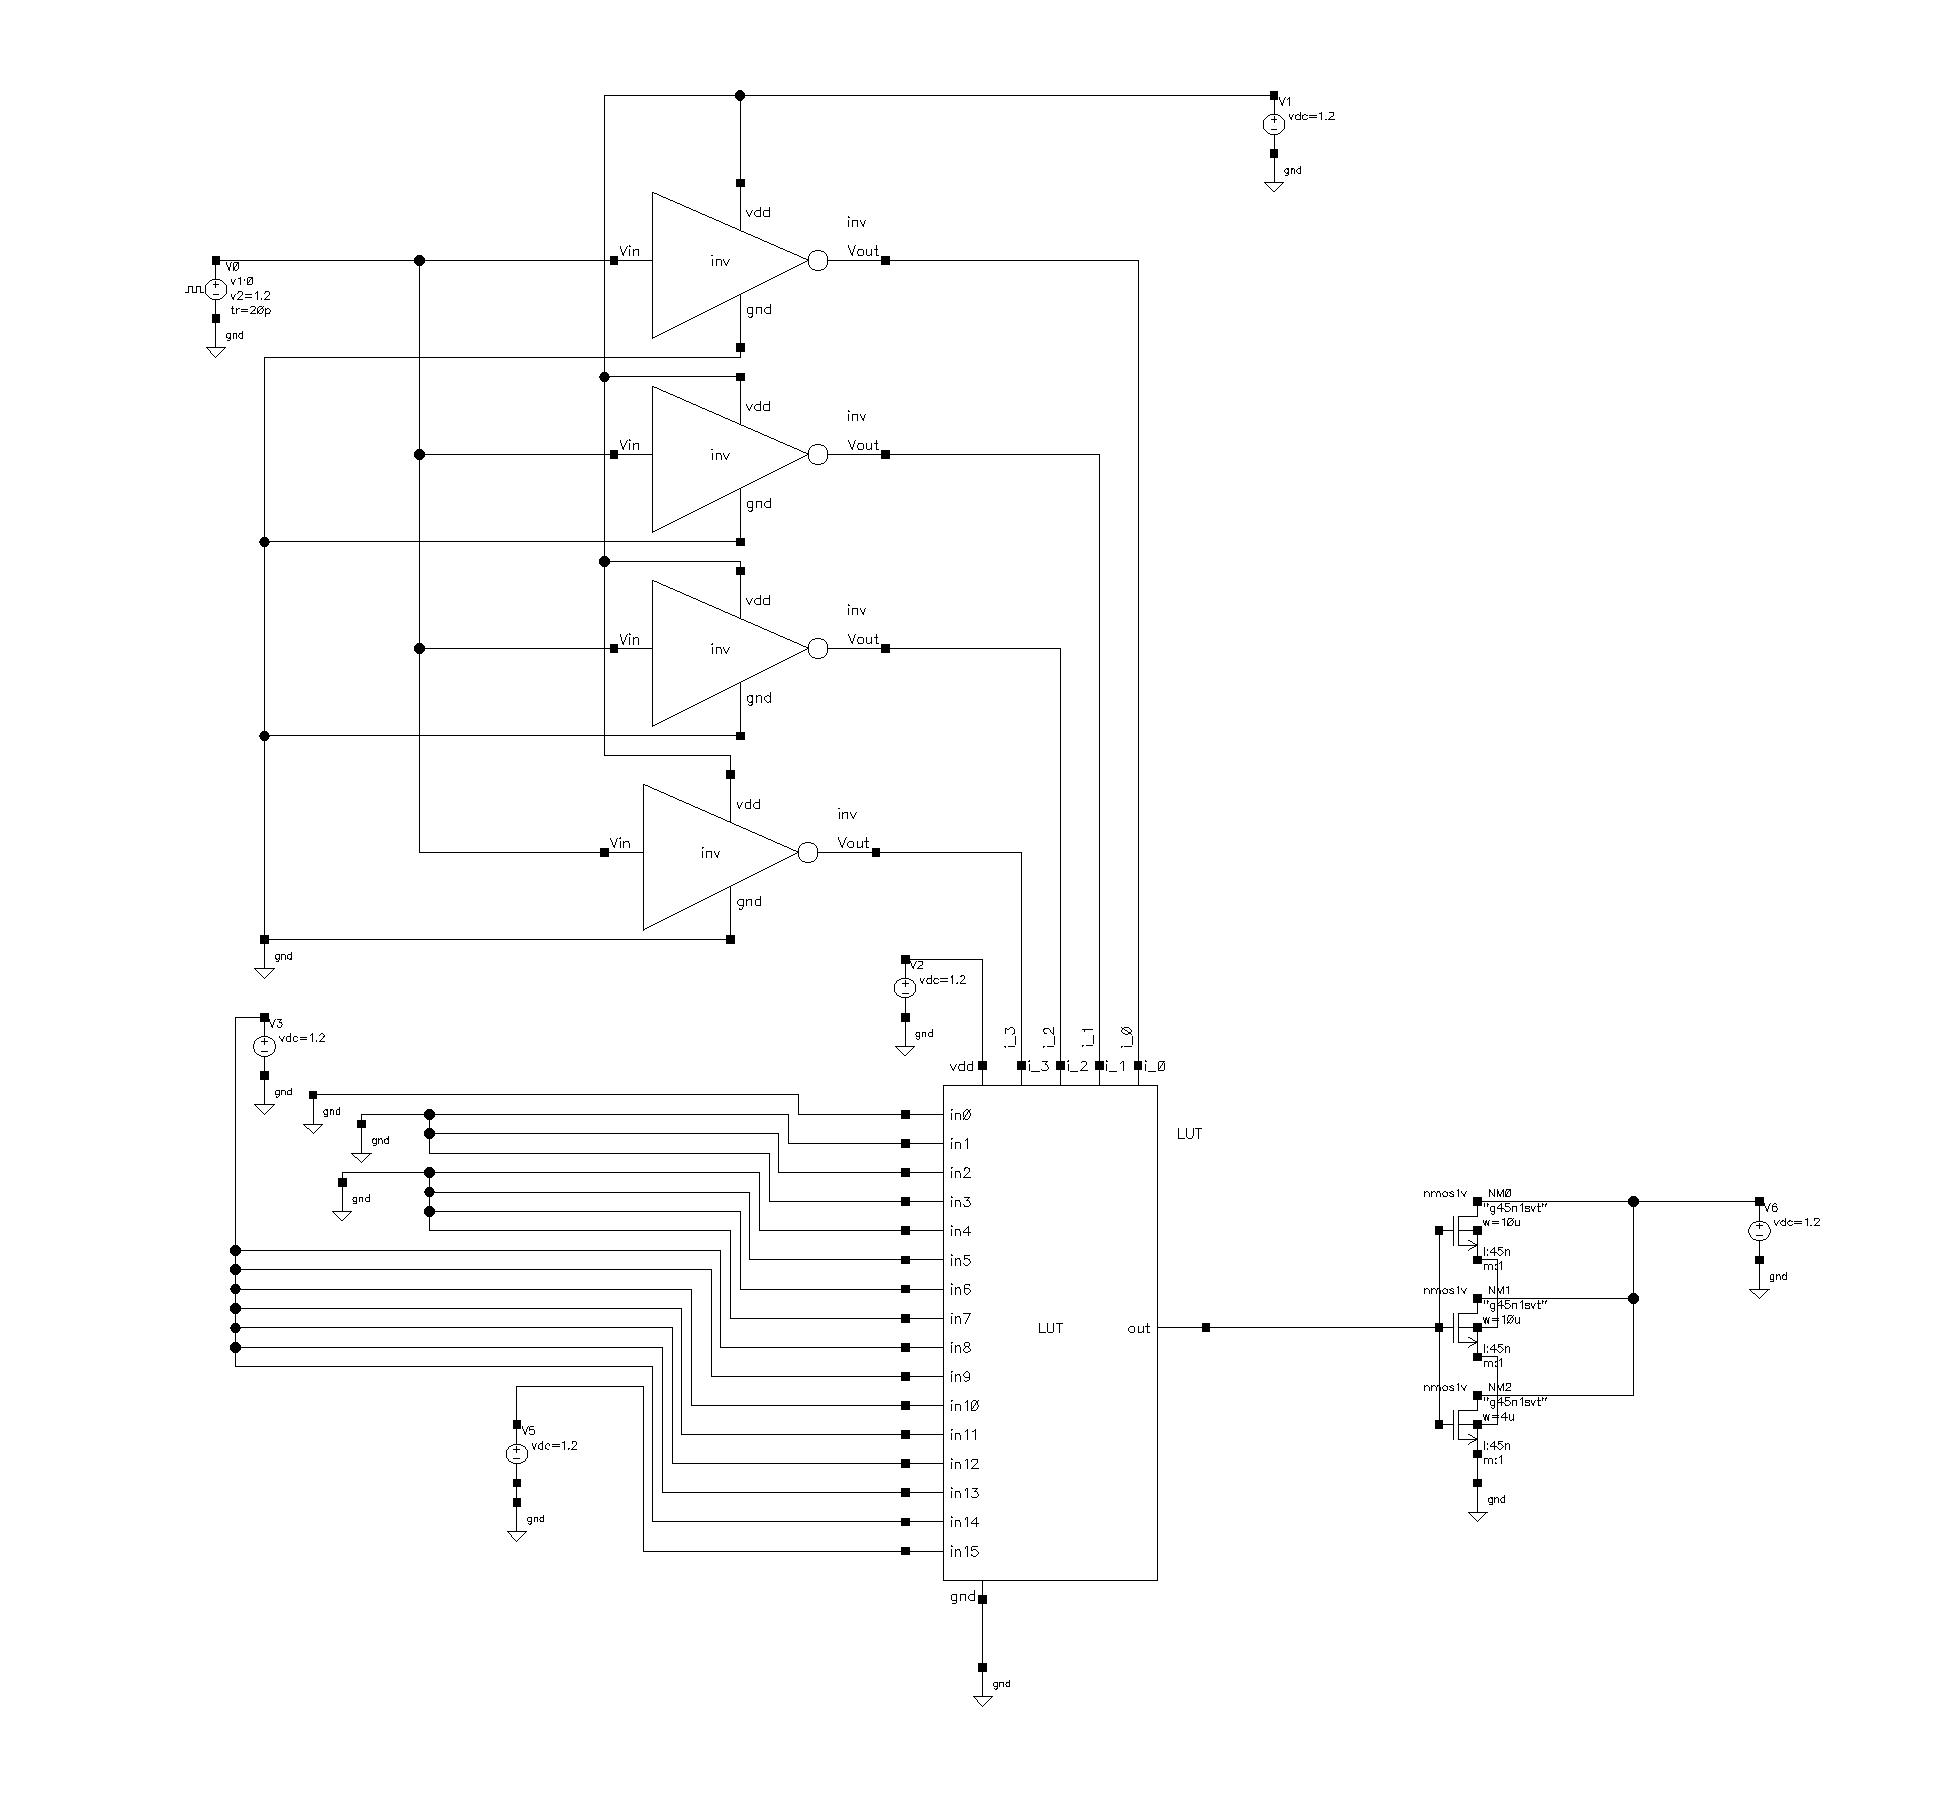 V1
vdc=1.2
gnd
vdd
inv
Vin
inv
Vout
gnd
V0
v1:0
v2=1.2
tr=20p
gnd
vdd
inv
Vin
inv
Vout
gnd
vdd
inv
Vin
inv
Vout
gnd
vdd
inv
Vin
inv
Vout
gnd
gnd
V2
vdc=1.2
gnd
V3
vdc=1.2
gnd
i_3
i_2
i_1
i_0
vdd
i_3
i_2
i_1
i_0
gnd
gnd
gnd
in0
in1
in2
in3
in4
in5
in6
in7
in8
in9
in10
in11
in12
in13
in14
in15
LUT
LUT
out
gnd
gnd
V5
vdc=1.2
gnd
nmos1v
NM0
"g45n1svt"
w=10u
l:45n
m:1
nmos1v
NM1
"g45n1svt"
w=10u
l:45n
m:1
nmos1v
NM2
"g45n1svt"
w=4u
l:45n
m:1
gnd
V6
vdc=1.2
gnd